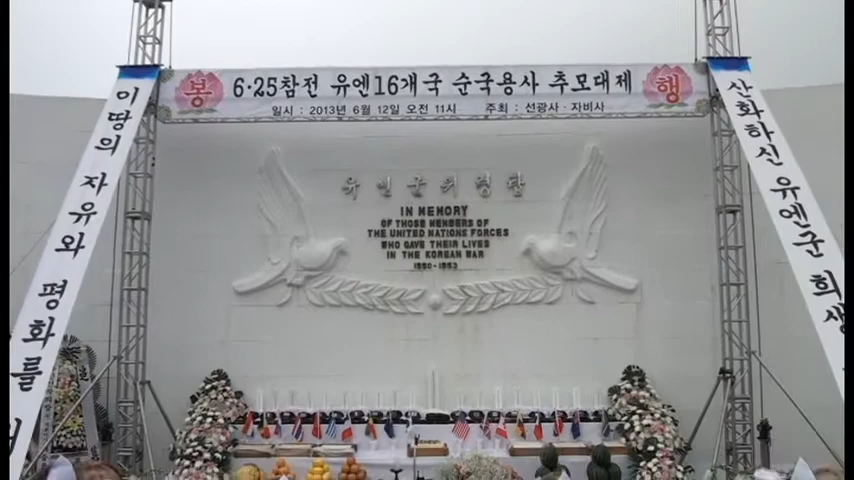 봉
6·25참전 유엔16개국 순국용사 추모대제
행
일시 : 2013년 6월 12일 오전 11시 주최 : 선광사·자비사
이 땅의 자유와 평화를
산화하신 유엔군 희생
유엔군위령탑
IN MEMORY
OF THOSE MEMBERS OF
THE UNITED NATIONS FORCES
WHO GAVE THEIR LIVES
IN THE KOREAN WAR
1950-1953